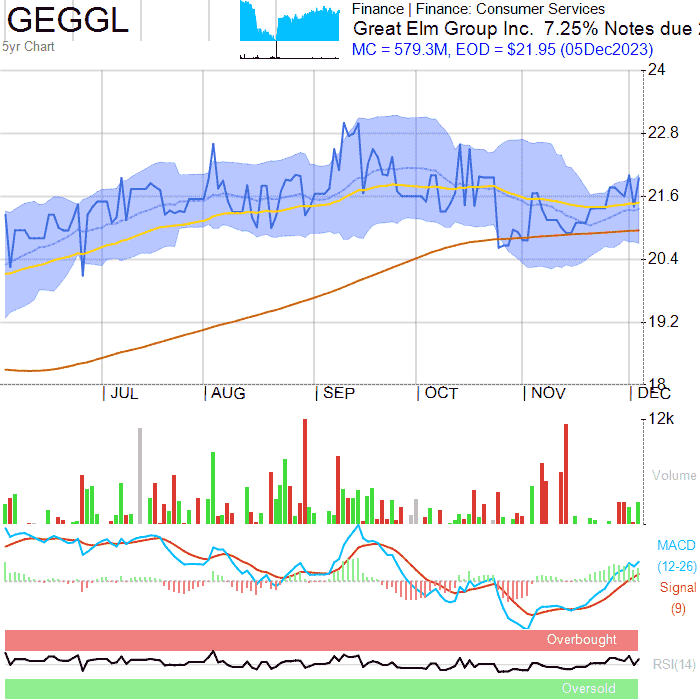 GEGGL
5yr Chart
Finance | Finance: Consumer Services
Great Elm Group Inc.  7.25% Notes due
MC = 579.3M, EOD = $21.95 (05Dec2023)
24
22.8
21.6
20.4
19.2
18
JUL AUG SEP OCT NOV DEC
12k
Volume
MACD
(12-26)
Signal
(9)
Overbought
RSI(14)
Oversold